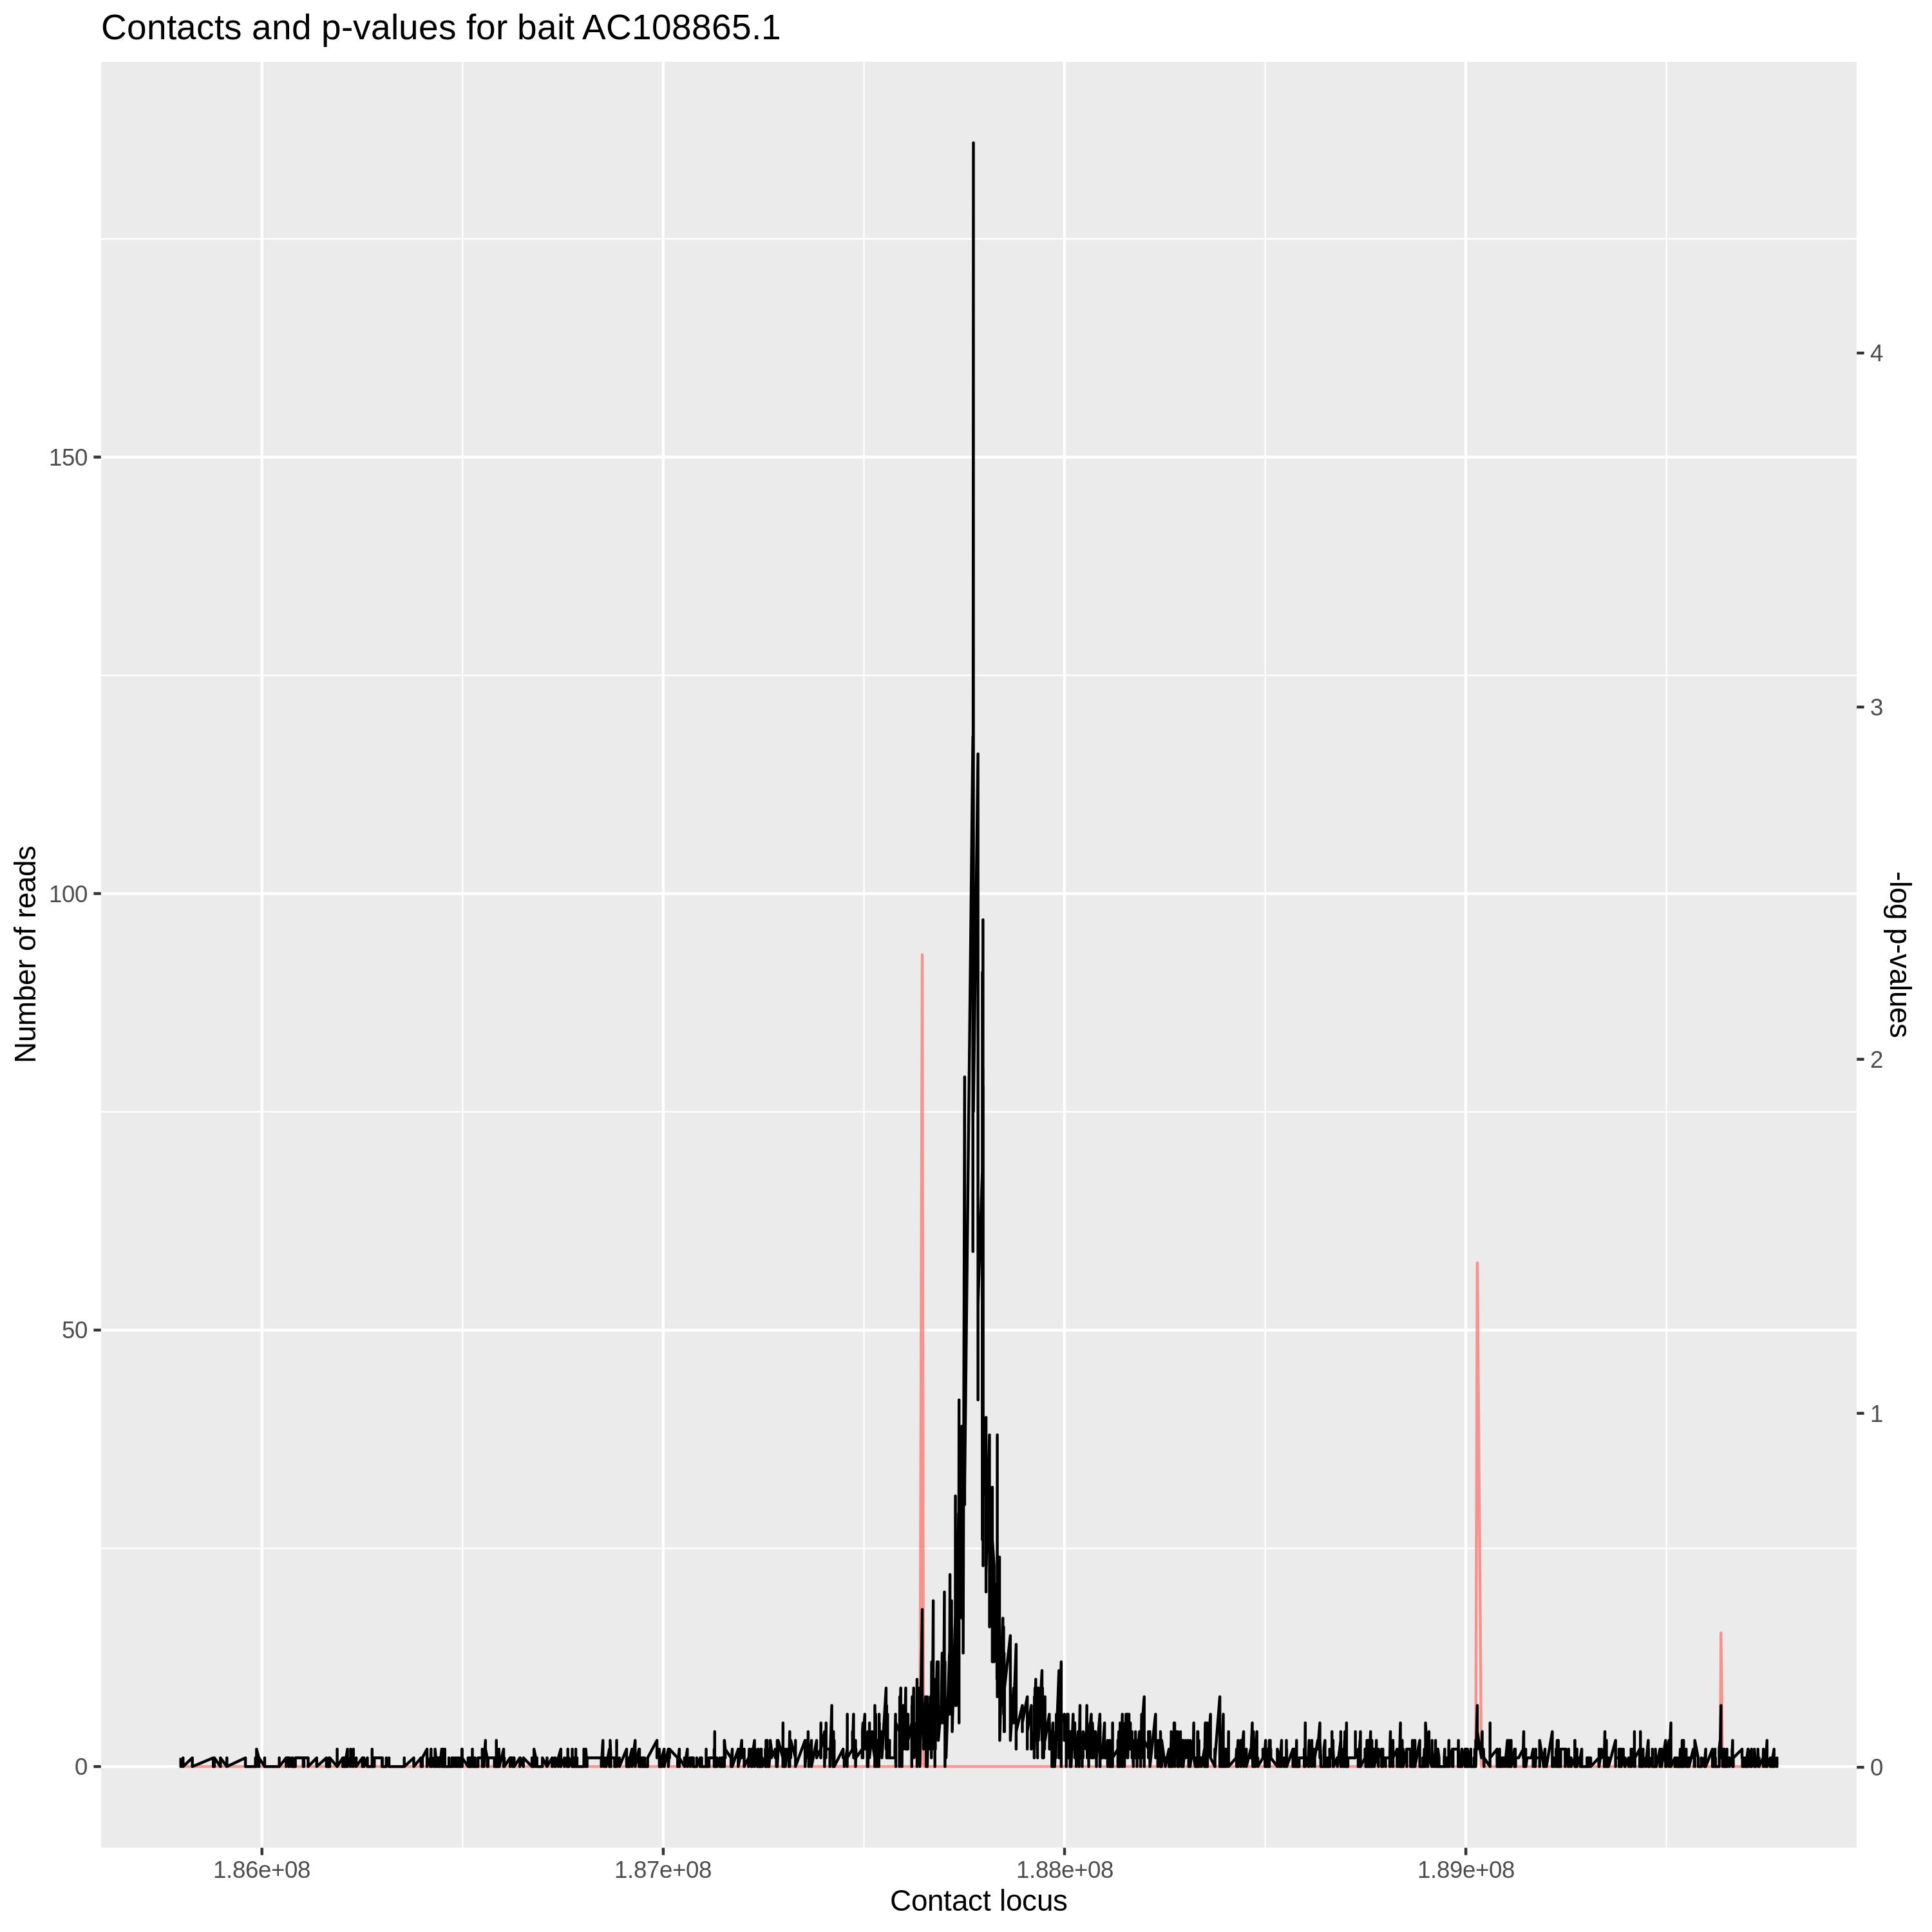 Contacts and p-values for bait AC108865.1
Number of reads
150
100
50
0
4
3
2
1
0
-log p-values
1.86e+08 1.87e+08 1.88e+08 1.89e+08
Contact locus